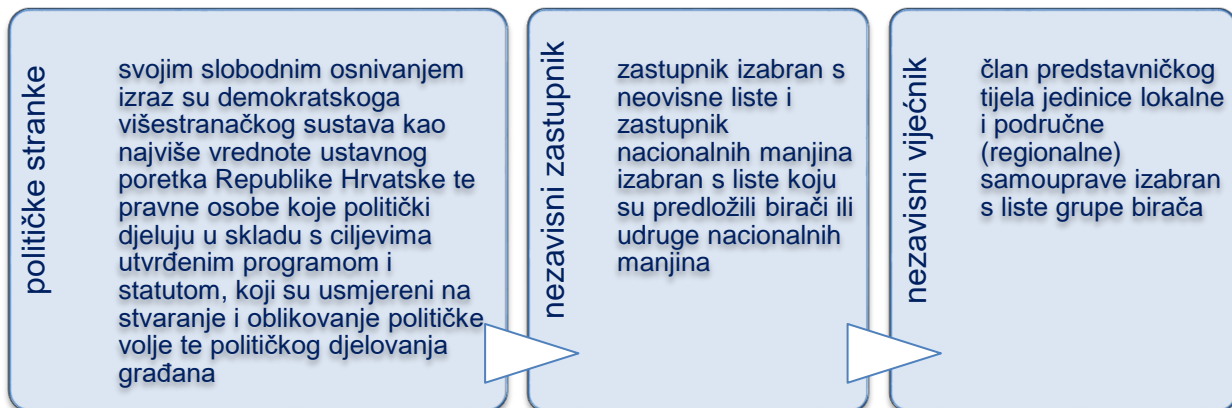 političke stranke
svojim slobodnim osnivanjem
izraz su demokratskoga
višestranačkog sustava kao
najviše vrednote ustavnog
poretka Republike Hrvatske te
pravne osobe koje politički
djeluju u skladu s ciljevima
utvrđenim programom i
statutom, koji su usmjereni na
stvaranje i oblikovanje političke
volje te političkog djelovanja
građana
nezavisni zastupnik
zastupnik izabran s
neovisne liste i
zastupnik
nacionalnih manjina
izabran s liste koju
su predložili birači ili
udruge nacionalnih
manjina
nezavisni vijećnik
član predstavničkog
tijela jedinice lokalne
i područne
(regionalne)
samouprave izabran
s liste grupe birača